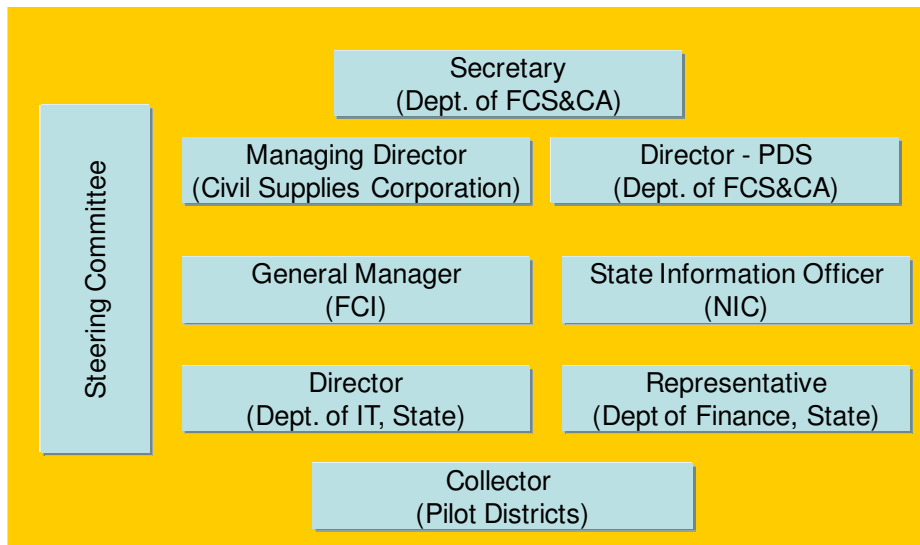 Secretary
(Dept. of FCS&CA)
Steering Committee
Managing Director
(Civil Supplies Corporation)
Director - PDS
(Dept. of FCS&CA)
General Manager
(FCI)
State Information Officer
(NIC)
Director
(Dept. of IT, State)
Representative
(Dept of Finance, State)
Collector
(Pilot Districts)